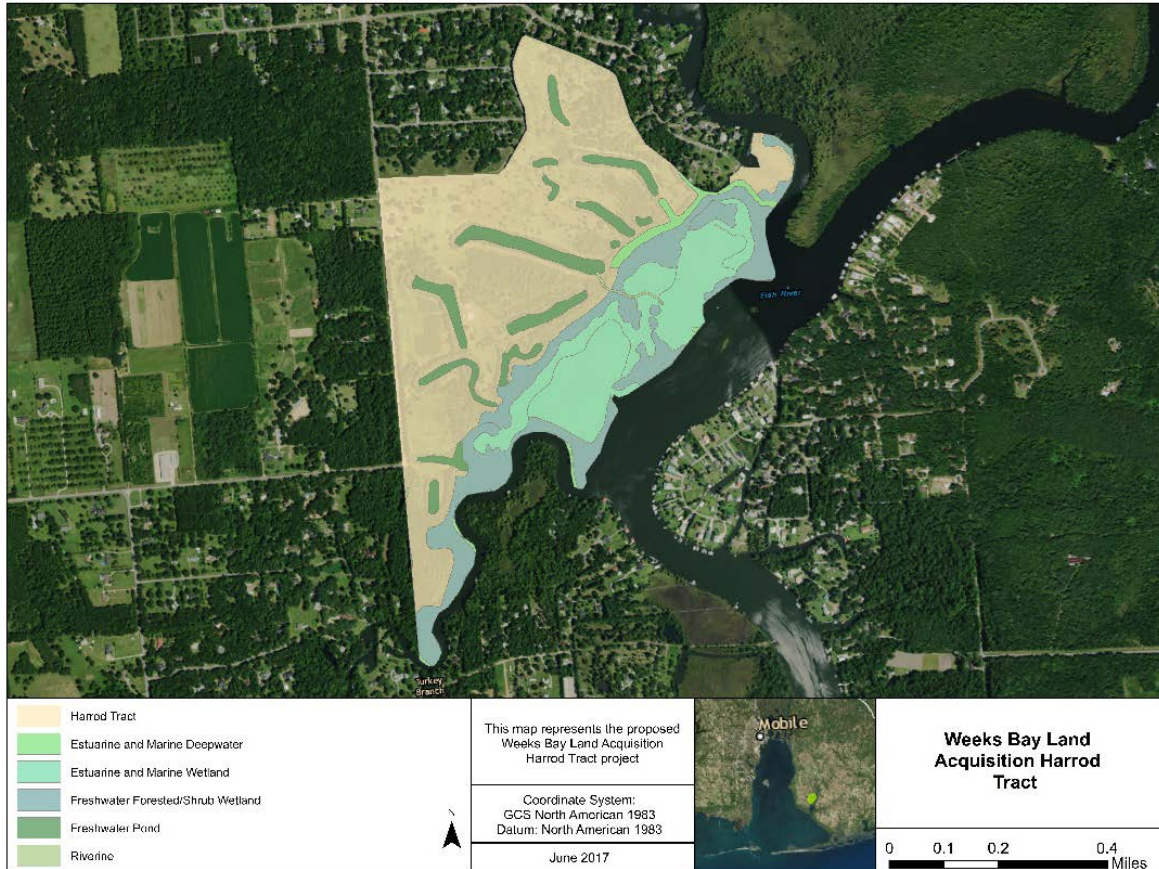 Fish River
Turkey
Branch
Harrod Tract
Estuarine and Marine Deepwater
Estuarine and Marine Wetland
Freshwater Forested/Shrub Wetland
Freshwater Pond
Riverine
N
This map represents the proposed
Weeks Bay Land Acquisition
Harrod Tract project
Coordinate System:
GCS North American 1983
Datum: North American 1983
June 2017
Mobile
Weeks Bay Land
Acquisition Harrod
Tract
0 0.1 0.2 0.4
Miles